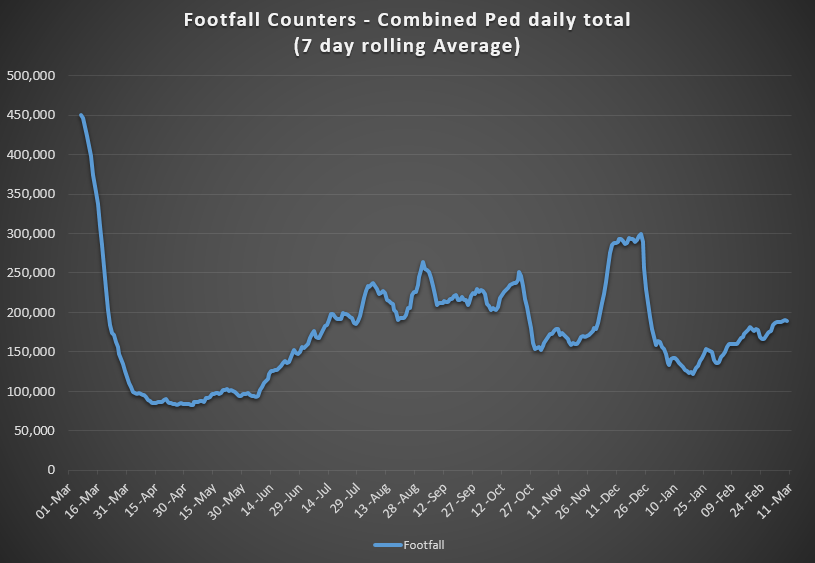 Footfall Counters - Combined Ped daily total
(7 day rolling Average)
500,000
450,000
400,000
350,000
300,000
250,000
200,000
150,000
100,000
50,000
0
01 -Mar
16 -Mar
31 -Mar
15 -Apr
30 -Apr
15 -May
30 -May
14 -Jun
29 -Jun
14 -Jul
29 -Jul
13 -Aug
28 -Aug
12 -Sep
27 -Sep
12 -Oct
27 -Oct
11 -Nov
26 -Nov
11 -Dec
26 -Dec
10 -Jan
25 -Jan
09 -Feb
24 -Feb
11 -Mar
Footfall